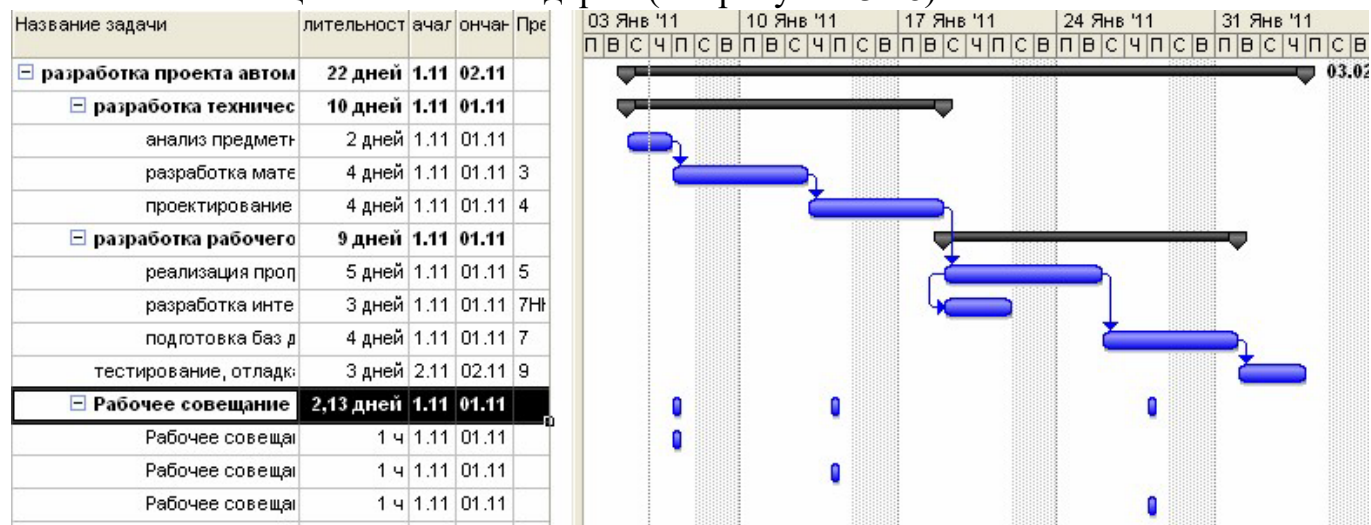 Название задачи лительност ачал ончан Пре 03 Янв '11 10 Янв '11 17 Янв '11 24 Янв '11 31 Янв '11
П В С Ч П С В П В С Ч П С В П В С Ч П С В П В С Ч П С В П В С Ч П С В
разработка проекта автом 22 дней 1.11 02.11 03.02
разработка техничес 10 дней 1.11 01.11
анализ предметн 2 дней 1.11 01.11
разработка мате 4 дней 1.11 01.11 3
проектирование 4 дней 1.11 01.11 4
разработка рабочего 9 дней 1.11 01.11
реализация прог 5 дней 1.11 01.11 5
разработка инте 3 дней 1.11 01.11 7НН
подготовка баз д 4 дней 1.11 01.11 7
тестирование, отладка 3 дней 2.11 02.11 9
Рабочее совещание 2,13 дней 1.11 01.11
Рабочее совещан 1 ч 1.11 01.11
Рабочее совещан 1 ч 1.11 01.11
Рабочее совещан 1 ч 1.11 01.11